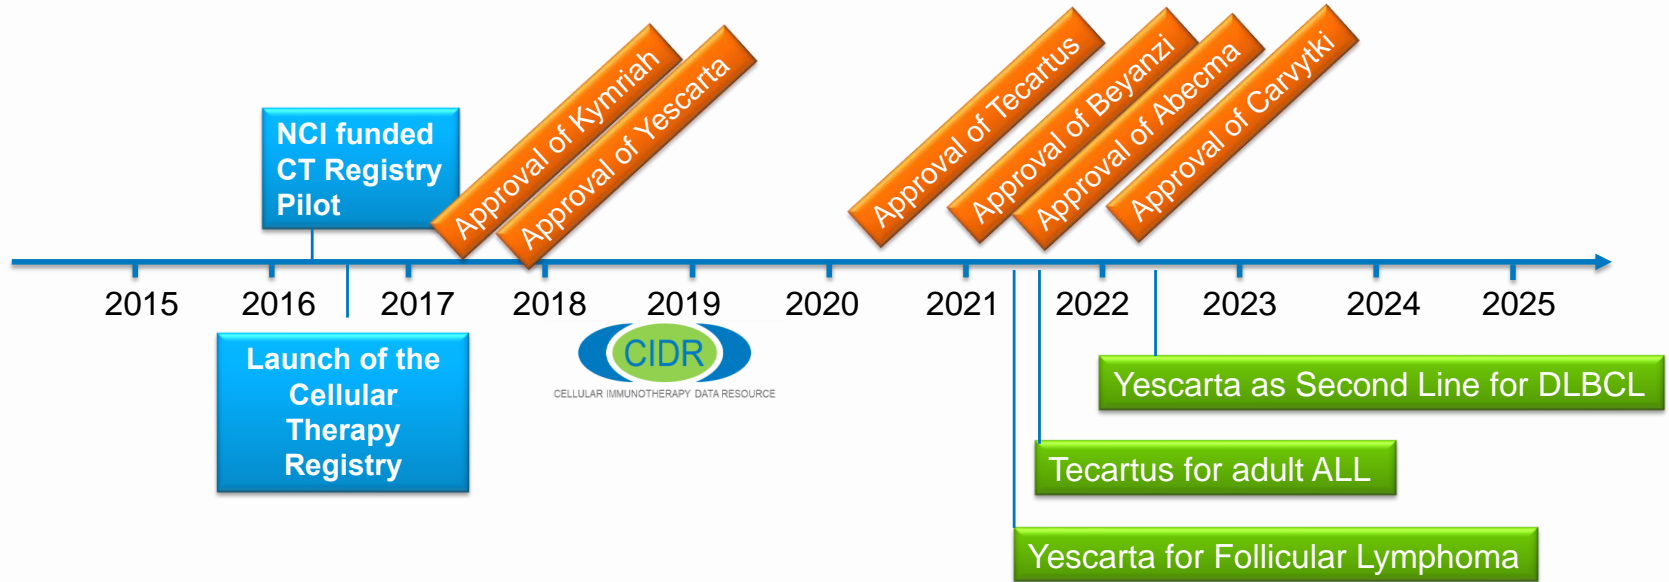 NCI funded
CT Registry
Pilot
Approval of Kymriah
Approval of Yescarta
Approval of Tecartus
Approval of Beyanzi
Approval of Abecma
Approval of Carvytki
2015
2016
2017
2018
2019
2020
2021
2022
2023
2024
2025
Launch of the
Cellular
Therapy
Registry
CIDR
CELLULAR IMMUNOTHERAPY DATA RESOURCE
Yescarta as Second Line for DLBCL
Tecartus for adult ALL
Yescarta for Follicular Lymphoma